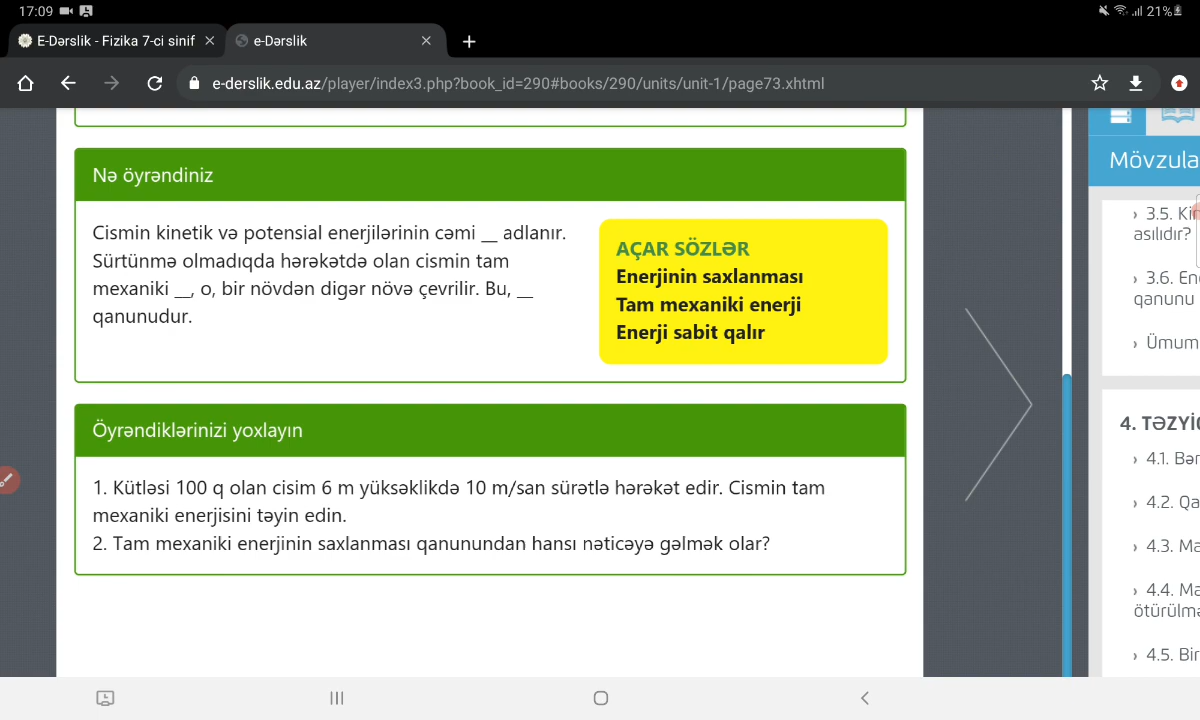 17:09
21%
E-Dərslik - Fizika 7-ci sinif
e-Dərslik
e-derslik.edu.az/player/index3.php?book_id=290#books/290/units/unit-1/page73.xhtml
Nə öyrəndiniz
Cismin kinetik və potensial enerjilərinin cəmi __ adlanır.
Sürtünmə olmadıqda hərəkətdə olan cismin tam
mexaniki __, o, bir növdən digər növə çevrilir. Bu, __
qanunudur.
AÇAR SÖZLƏR
Enerjinin saxlanması
Tam mexaniki enerji
Enerji sabit qalır
Öyrəndiklərinizi yoxlayın
1. Kütləsi 100 q olan cisim 6 m yüksəklikdə 10 m/san sürətlə hərəkət edir. Cismin tam
mexaniki enerjisini təyin edin.
2. Tam mexaniki enerjinin saxlanması qanunundan hansı nəticəyə gəlmək olar?
Mövzula
› 3.5. Kin
asılıdır?
› 3.6. Ene
qanunu
› Ümum
4. TƏZYİQ
› 4.1. Bər
› 4.2. Qa
› 4.3. Ma
› 4.4. Ma
ötürülmə
› 4.5. Bir